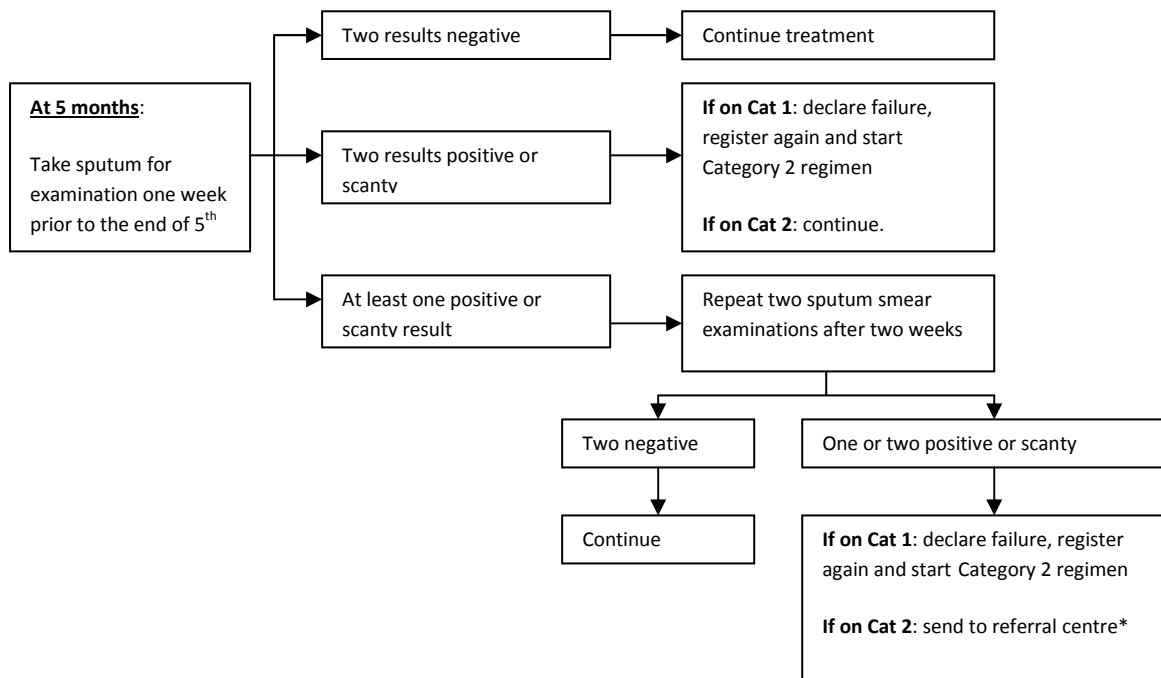 Two results negative
Continue treatment
At 5 months:
Take sputum for
examination one week
prior to the end of 5th
Two results positive or
scanty
If on Cat 1: declare failure,
register again and start
Category 2 regimen
If on Cat 2: continue.
At least one positive or
scanty result
Repeat two sputum smear
examinations after two weeks
Two negative
One or two positive or scanty
Continue
If on Cat 1: declare failure, register
again and start Category 2 regimen
If on Cat 2: send to referral centre*